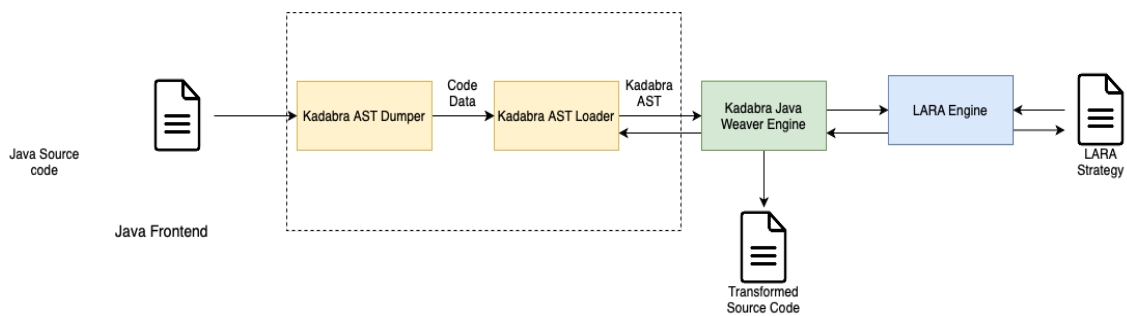 Java Source
code
Java Frontend
Kadabra AST Dumper
Code
Data
Kadabra AST Loader
Kadabra
AST
Kadabra Java
Weaver Engine
LARA Engine
LARA
Strategy
Transformed
Source Code